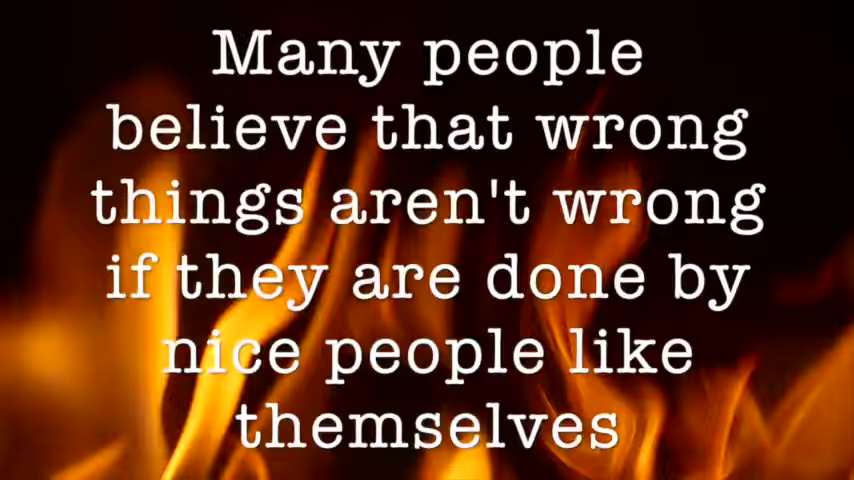 Many people
believe that wrong
things aren't wrong
if they are done by
nice people like
themselves